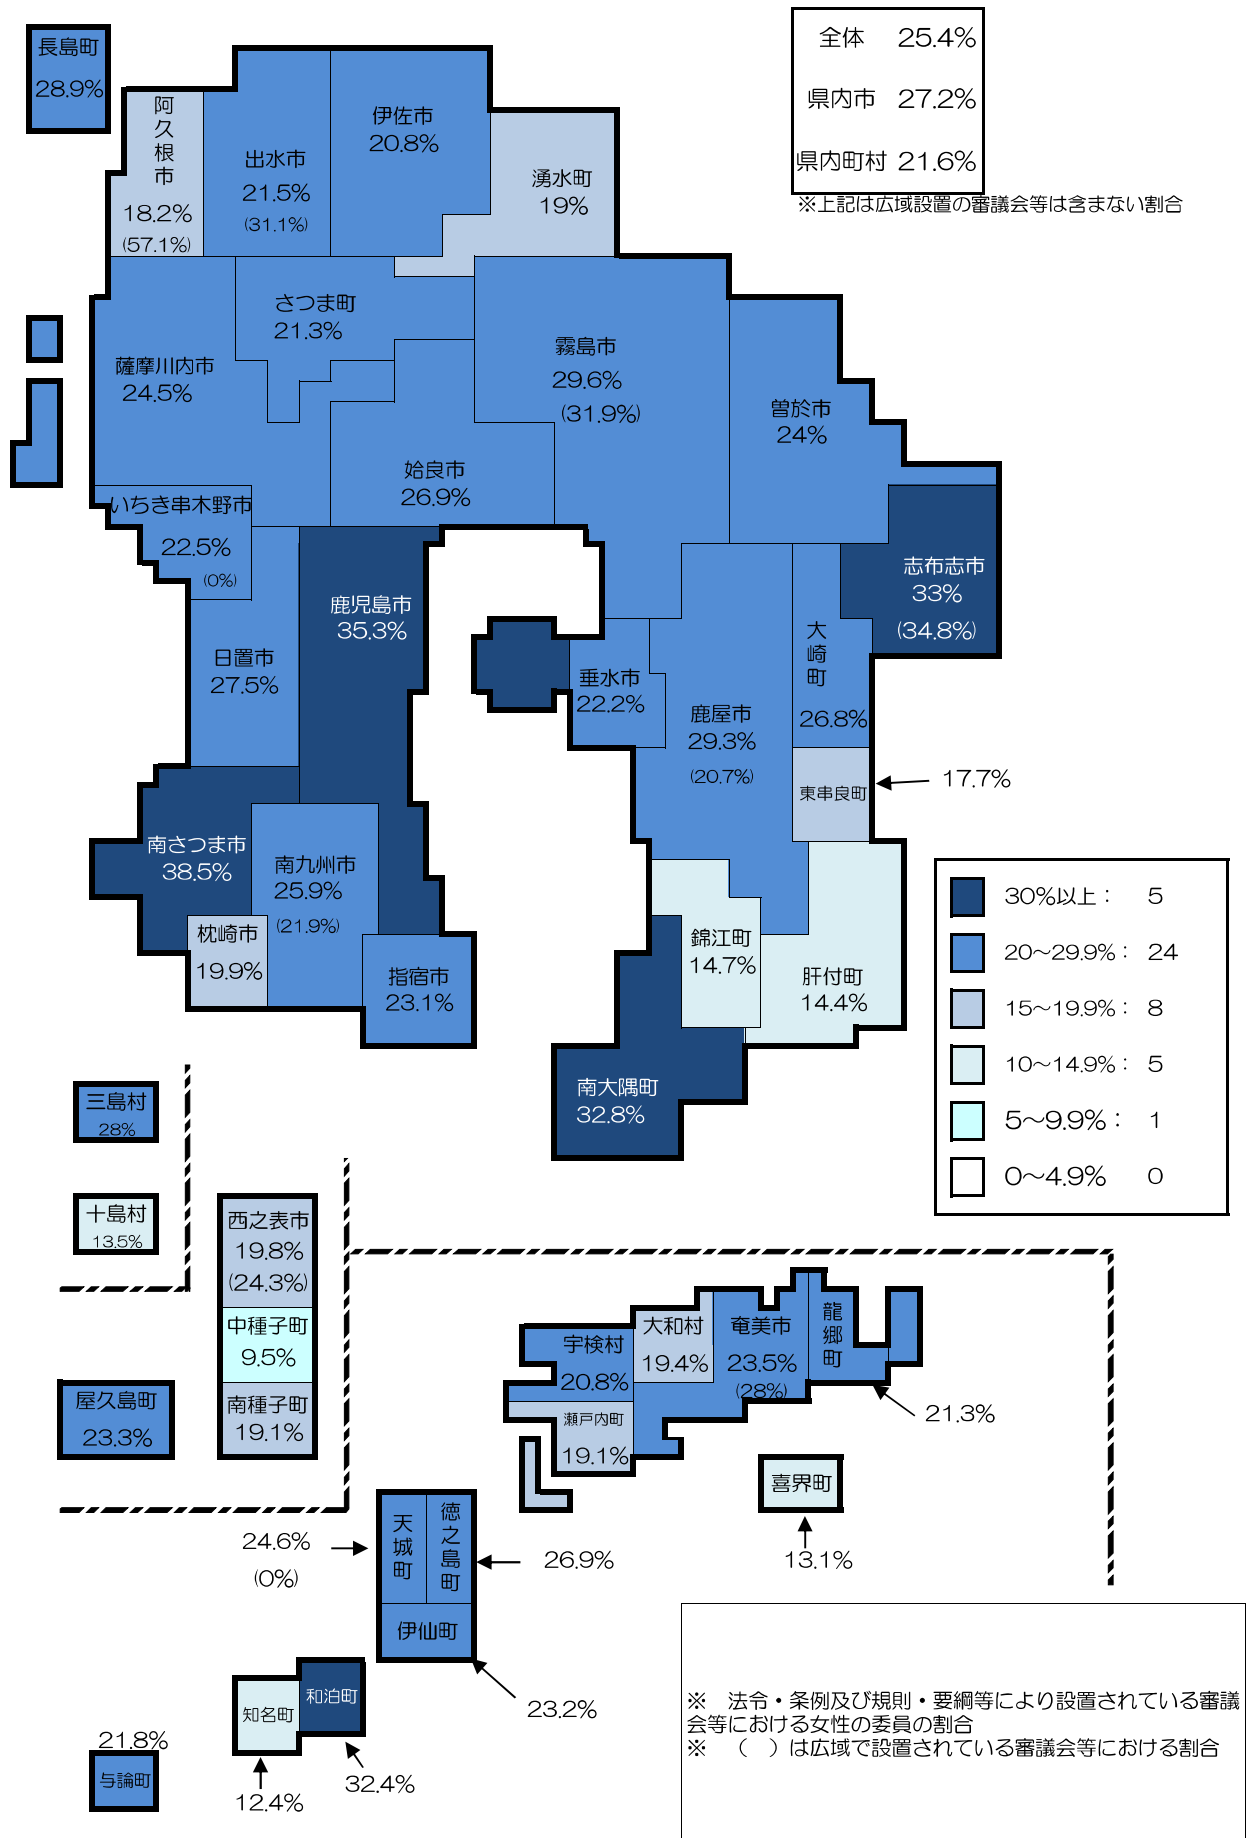 長島町
28.9%
全体 25.4%
県内市 27.2%
県内町村 21.6%
※上記は広域設置の審議会等は含まない割合
阿久根市
18.2%
(57.1%)
出水市
21.5%
(31.1%)
伊佐市
20.8%
湧水町
19%
さつま町
21.3%
薩摩川内市
24.5%
霧島市
29.6%
(31.9%)
曽於市
24%
姶良市
26.9%
いちき串木野市
22.5%
(0%)
鹿児島市
35.3%
志布志市
33%
(34.8%)
日置市
27.5%
垂水市
22.2%
大崎町
26.8%
鹿屋市
29.3%
(20.7%)
東串良町
17.7%
南さつま市
38.5%
南九州市
25.9%
(21.9%)
枕崎市
19.9%
指宿市
23.1%
錦江町
14.7%
肝付町
14.4%
南大隅町
32.8%
30%以上： 5
20～29.9%： 24
15～19.9%： 8
10～14.9%： 5
5～9.9%： 1
0～4.9% 0
三島村
28%
十島村
13.5%
西之表市
19.8%
(24.3%)
中種子町
9.5%
南種子町
19.1%
屋久島町
23.3%
宇検村
20.8%
大和村
19.4%
奄美市
23.5%
(28%)
龍郷町
21.3%
瀬戸内町
19.1%
喜界町
13.1%
天城町
24.6%
(0%)
徳之島町
26.9%
伊仙町
23.2%
和泊町
32.4%
知名町
12.4%
21.8%
与論町
※　法令・条例及び規則・要綱等により設置されている審議
会等における女性の委員の割合
※　（　）は広域で設置されている審議会等における割合